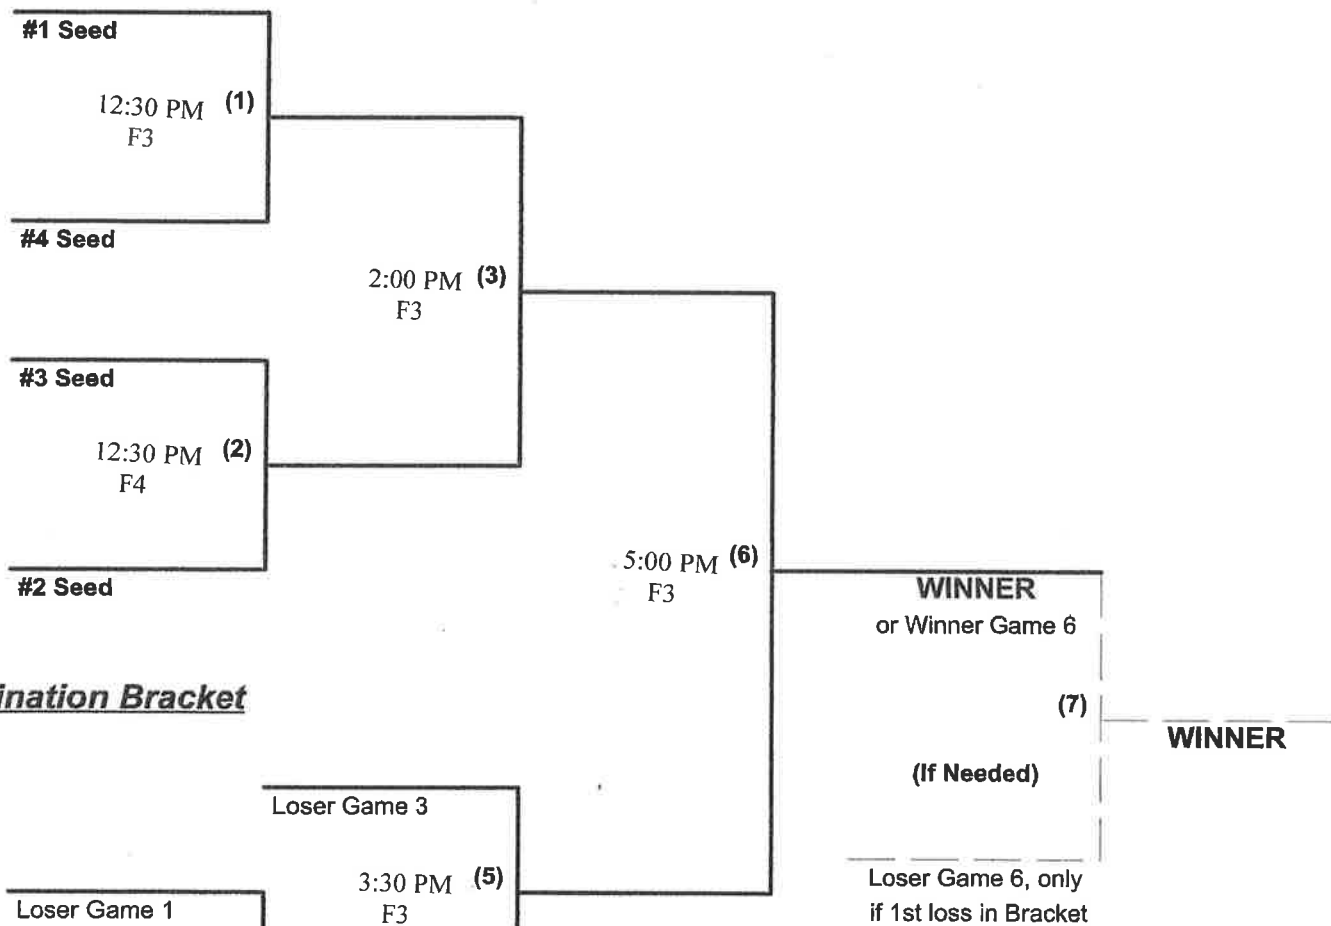 #1 Seed
12:30 PM (1)
F3
#4 Seed
2:00 PM (3)
F3
#3 Seed
12:30 PM (2)
F4
#2 Seed
5:00 PM (6)
F3
WINNER
or Winner Game 6
ination Bracket
(7)
WINNER
(If Needed)
Loser Game 3
3:30 PM (5)
F3
Loser Game 1
Loser Game 6, only
if 1st loss in Bracket